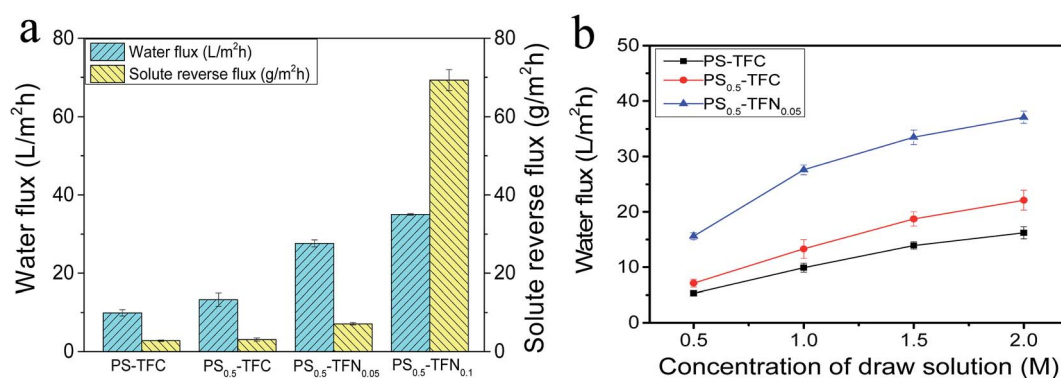 a
Water flux (L/m²h)
Solute reverse flux (g/m²h)
80
60
40
20
0
Water flux (L/m²h)
80
60
40
20
0
Solute reverse flux (g/m²h)
PS-TFC
PS₀.₅-TFC
PS₀.₅-TFN₀.₀₅
PS₀.₅-TFN₀.₁
b
PS-TFC
PS₀.₅-TFC
PS₀.₅-TFN₀.₀₅
50
40
30
20
10
0
Water flux (L/m²h)
0.5
1.0
1.5
2.0
Concentration of draw solution (M)